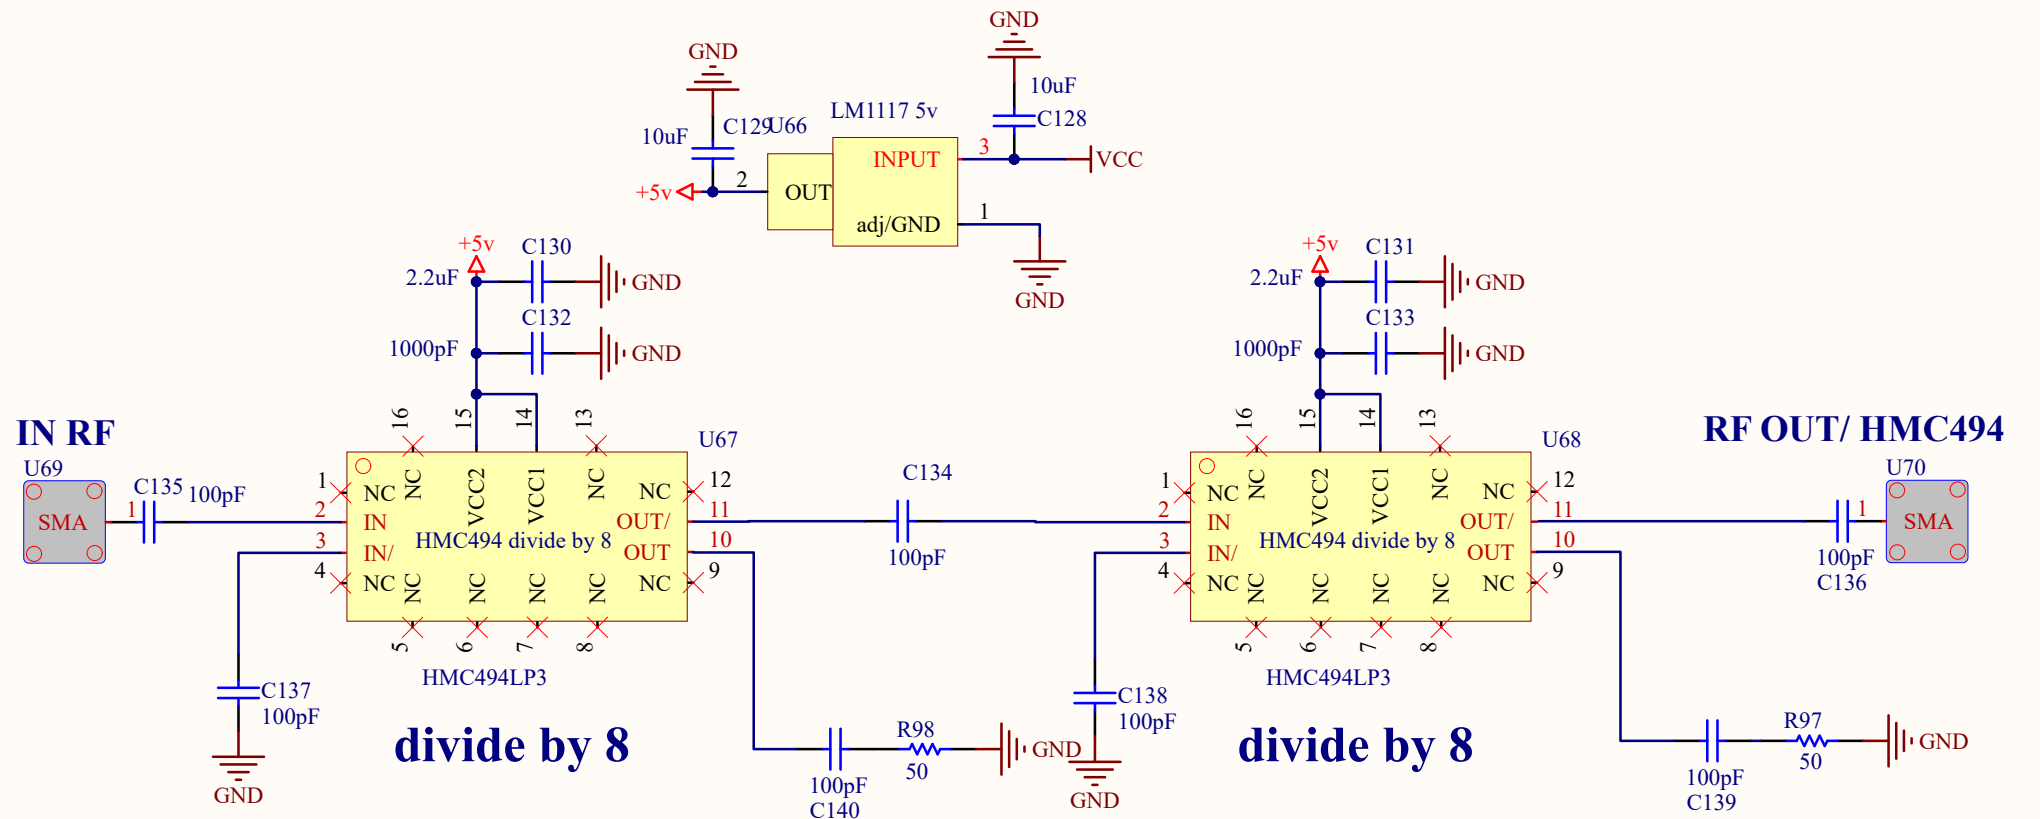 GND
GND
10uF
LM1117 5v
C129
U66
C128
10uF
INPUT
3
VCC
+5v
2
OUT
adj/GND
1
GND
+5v
C130
2.2uF
GND
C132
1000pF
GND
+5v
C131
2.2uF
GND
C133
1000pF
GND
IN RF
U69
SMA
1
C135
100pF
16
15
14
13
U67
1
NC
NC
VCC2
VCC1
NC
NC
12
2
IN
OUT/
11
HMC494 divide by 8
3
IN/
OUT
10
4
NC
NC
NC
NC
NC
NC
9
5
6
7
8
HMC494LP3
C137
100pF
GND
divide by 8
C134
100pF
R98
50
GND
100pF
C140
16
15
14
13
U68
1
NC
NC
VCC2
VCC1
NC
NC
12
2
IN
OUT/
11
HMC494 divide by 8
3
IN/
OUT
10
4
NC
NC
NC
NC
NC
NC
9
5
6
7
8
HMC494LP3
C138
100pF
GND
divide by 8
RF OUT/ HMC494
U70
1
SMA
100pF
C136
R97
50
GND
100pF
C139